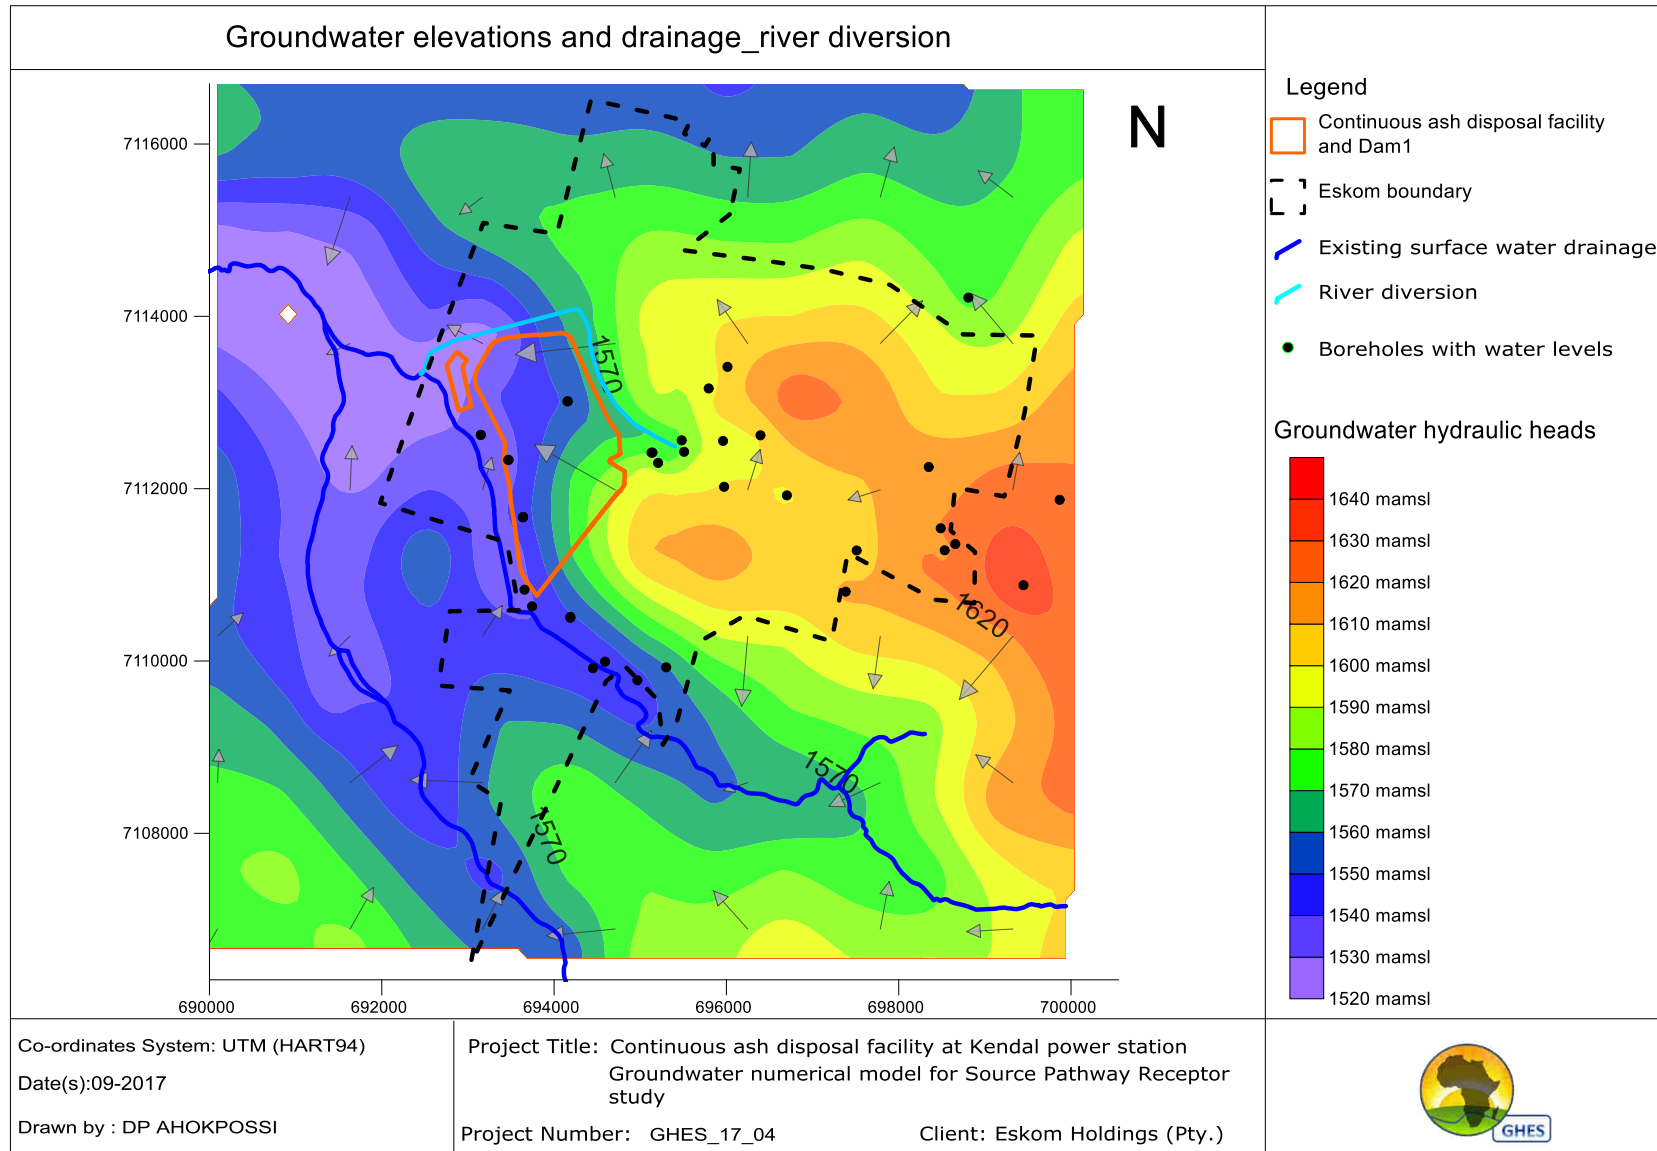 Groundwater elevations and drainage_river diversion
N
7116000
7114000
7112000
7110000
7108000
690000
692000
694000
696000
698000
700000
1570
1620
1570
1570
Legend
Continuous ash disposal facility
and Dam1
Eskom boundary
Existing surface water drainage
River diversion
Boreholes with water levels
Groundwater hydraulic heads
1640 mamsl
1630 mamsl
1620 mamsl
1610 mamsl
1600 mamsl
1590 mamsl
1580 mamsl
1570 mamsl
1560 mamsl
1550 mamsl
1540 mamsl
1530 mamsl
1520 mamsl
Co-ordinates System: UTM (HART94)
Date(s):09-2017
Drawn by : DP AHOKPOSSI
Project Title: Continuous ash disposal facility at Kendal power station
Groundwater numerical model for Source Pathway Receptor
study
Project Number: GHES_17_04
Client: Eskom Holdings (Pty.)
GHES